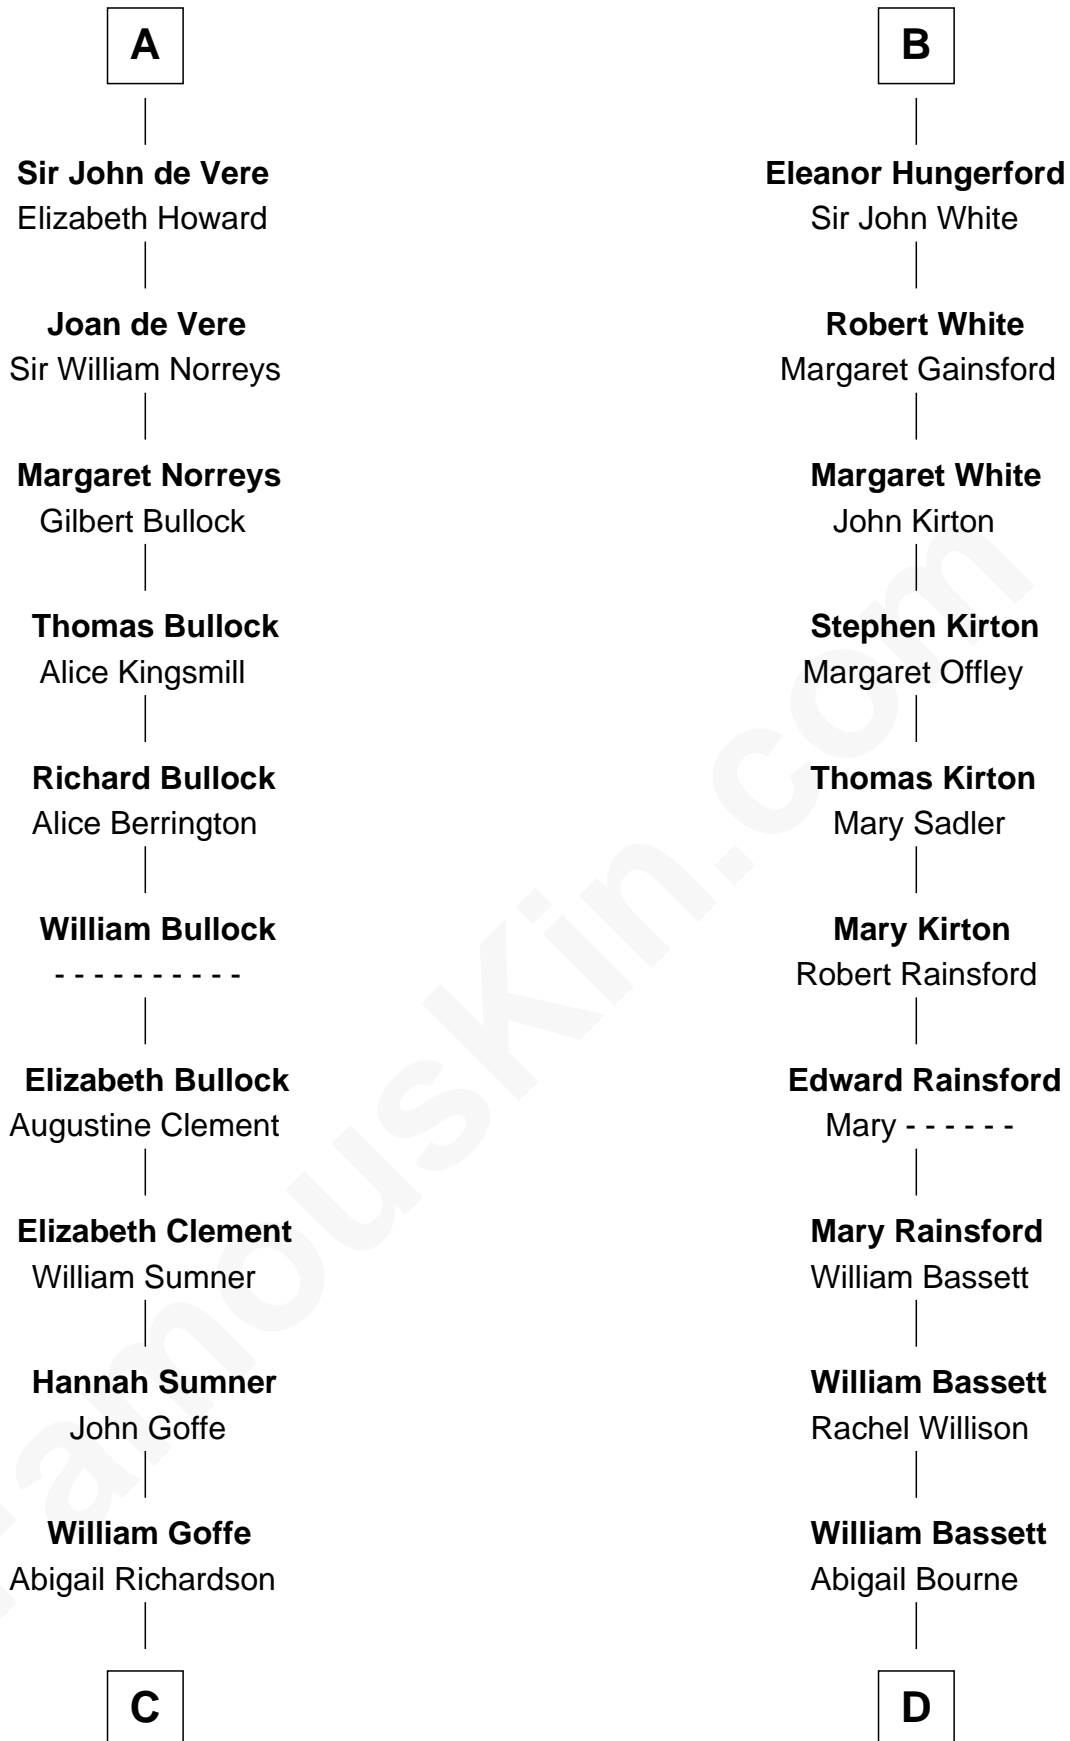 A
Sir John de Vere
Elizabeth Howard
Joan de Vere
Sir William Norreys
Margaret Norreys
Gilbert Bullock
Thomas Bullock
Alice Kingsmill
Richard Bullock
Alice Berrington
William Bullock
- - - - - - - - - -
Elizabeth Bullock
Augustine Clement
Elizabeth Clement
William Sumner
Hannah Sumner
John Goffe
William Goffe
Abigail Richardson
C
B
Eleanor Hungerford
Sir John White
Robert White
Margaret Gainsford
Margaret White
John Kirton
Stephen Kirton
Margaret Offley
Thomas Kirton
Mary Sadler
Mary Kirton
Robert Rainsford
Edward Rainsford
Mary - - - - - -
Mary Rainsford
William Bassett
William Bassett
Rachel Willison
William Bassett
Abigail Bourne
D
FamousKin.com